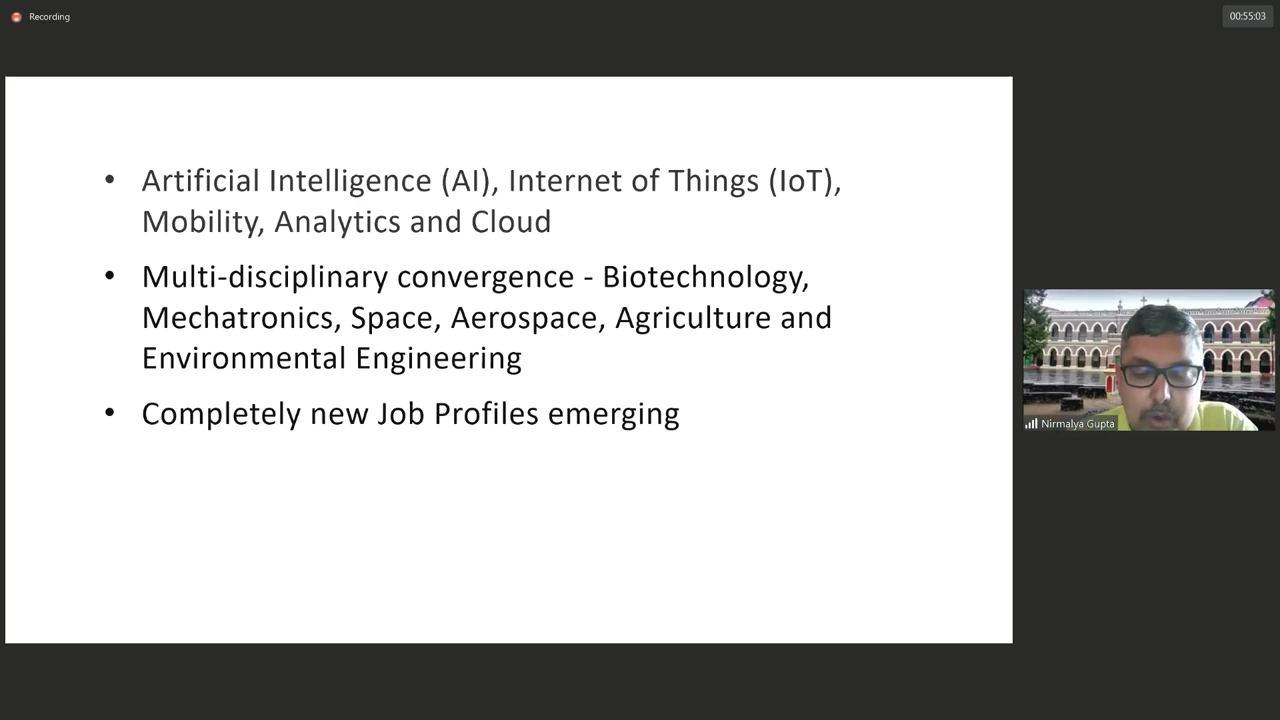 Recording
00:55:03
• Artificial Intelligence (AI), Internet of Things (IoT),
Mobility, Analytics and Cloud
• Multi-disciplinary convergence - Biotechnology,
Mechatronics, Space, Aerospace, Agriculture and
Environmental Engineering
• Completely new Job Profiles emerging
Nirmalya Gupta